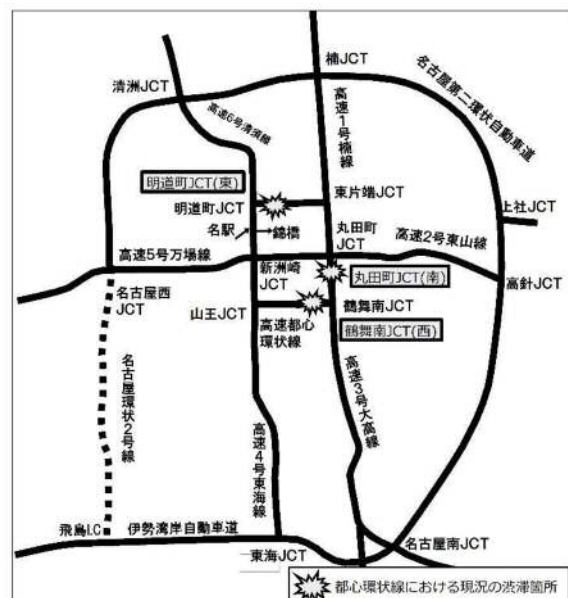 楠JCT
清洲JCT
名古屋第二環状自動車道
高速6号清須線
高速1号楠線
明道町JCT(東)
東片端JCT
明道町JCT
上社JCT
名駅
錦橋
丸田町
JCT
高速2号東山線
高速5号万場線
新洲崎
JCT
丸田町JCT(南)
高針JCT
名古屋西
JCT
山王JCT
鶴舞南JCT
高速都心
環状線
鶴舞南JCT(西)
名古屋環状2号線
高速3号大高線
高速4号東海線
飛島I.C
伊勢湾岸自動車道
東海JCT
名古屋南JCT
都心環状線における現況の渋滞箇所